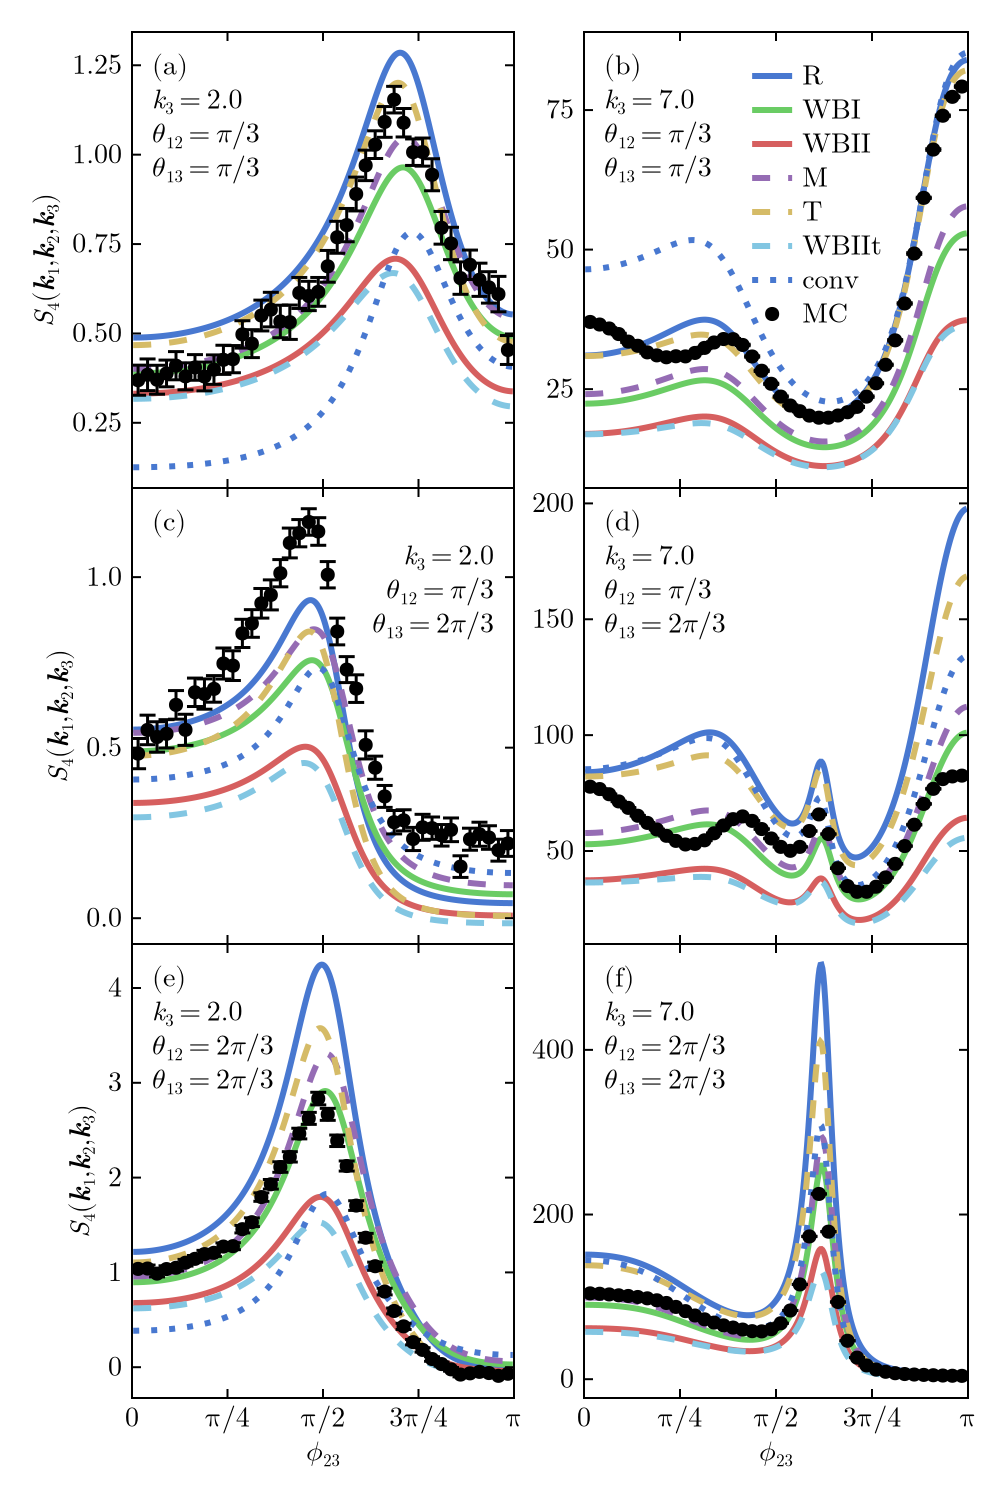 (a)
k₃ = 2.0
θ₁₂ = π/3
θ₁₃ = π/3
1.25
1.00
0.75
0.50
0.25
S₄(k₁,k₂,k₃)
(b)
k₃ = 7.0
θ₁₂ = π/3
θ₁₃ = π/3
R
WBI
WBII
M
T
WBIIt
conv
MC
75
50
25
(c)
k₃ = 2.0
θ₁₂ = π/3
θ₁₃ = 2π/3
1.0
0.5
0.0
S₄(k₁,k₂,k₃)
(d)
k₃ = 7.0
θ₁₂ = π/3
θ₁₃ = 2π/3
200
150
100
50
(e)
k₃ = 2.0
θ₁₂ = 2π/3
θ₁₃ = 2π/3
4
3
2
1
0
S₄(k₁,k₂,k₃)
0 π/4 π/2 3π/4 π
ϕ₂₃
(f)
k₃ = 7.0
θ₁₂ = 2π/3
θ₁₃ = 2π/3
400
200
0
0 π/4 π/2 3π/4 π
ϕ₂₃